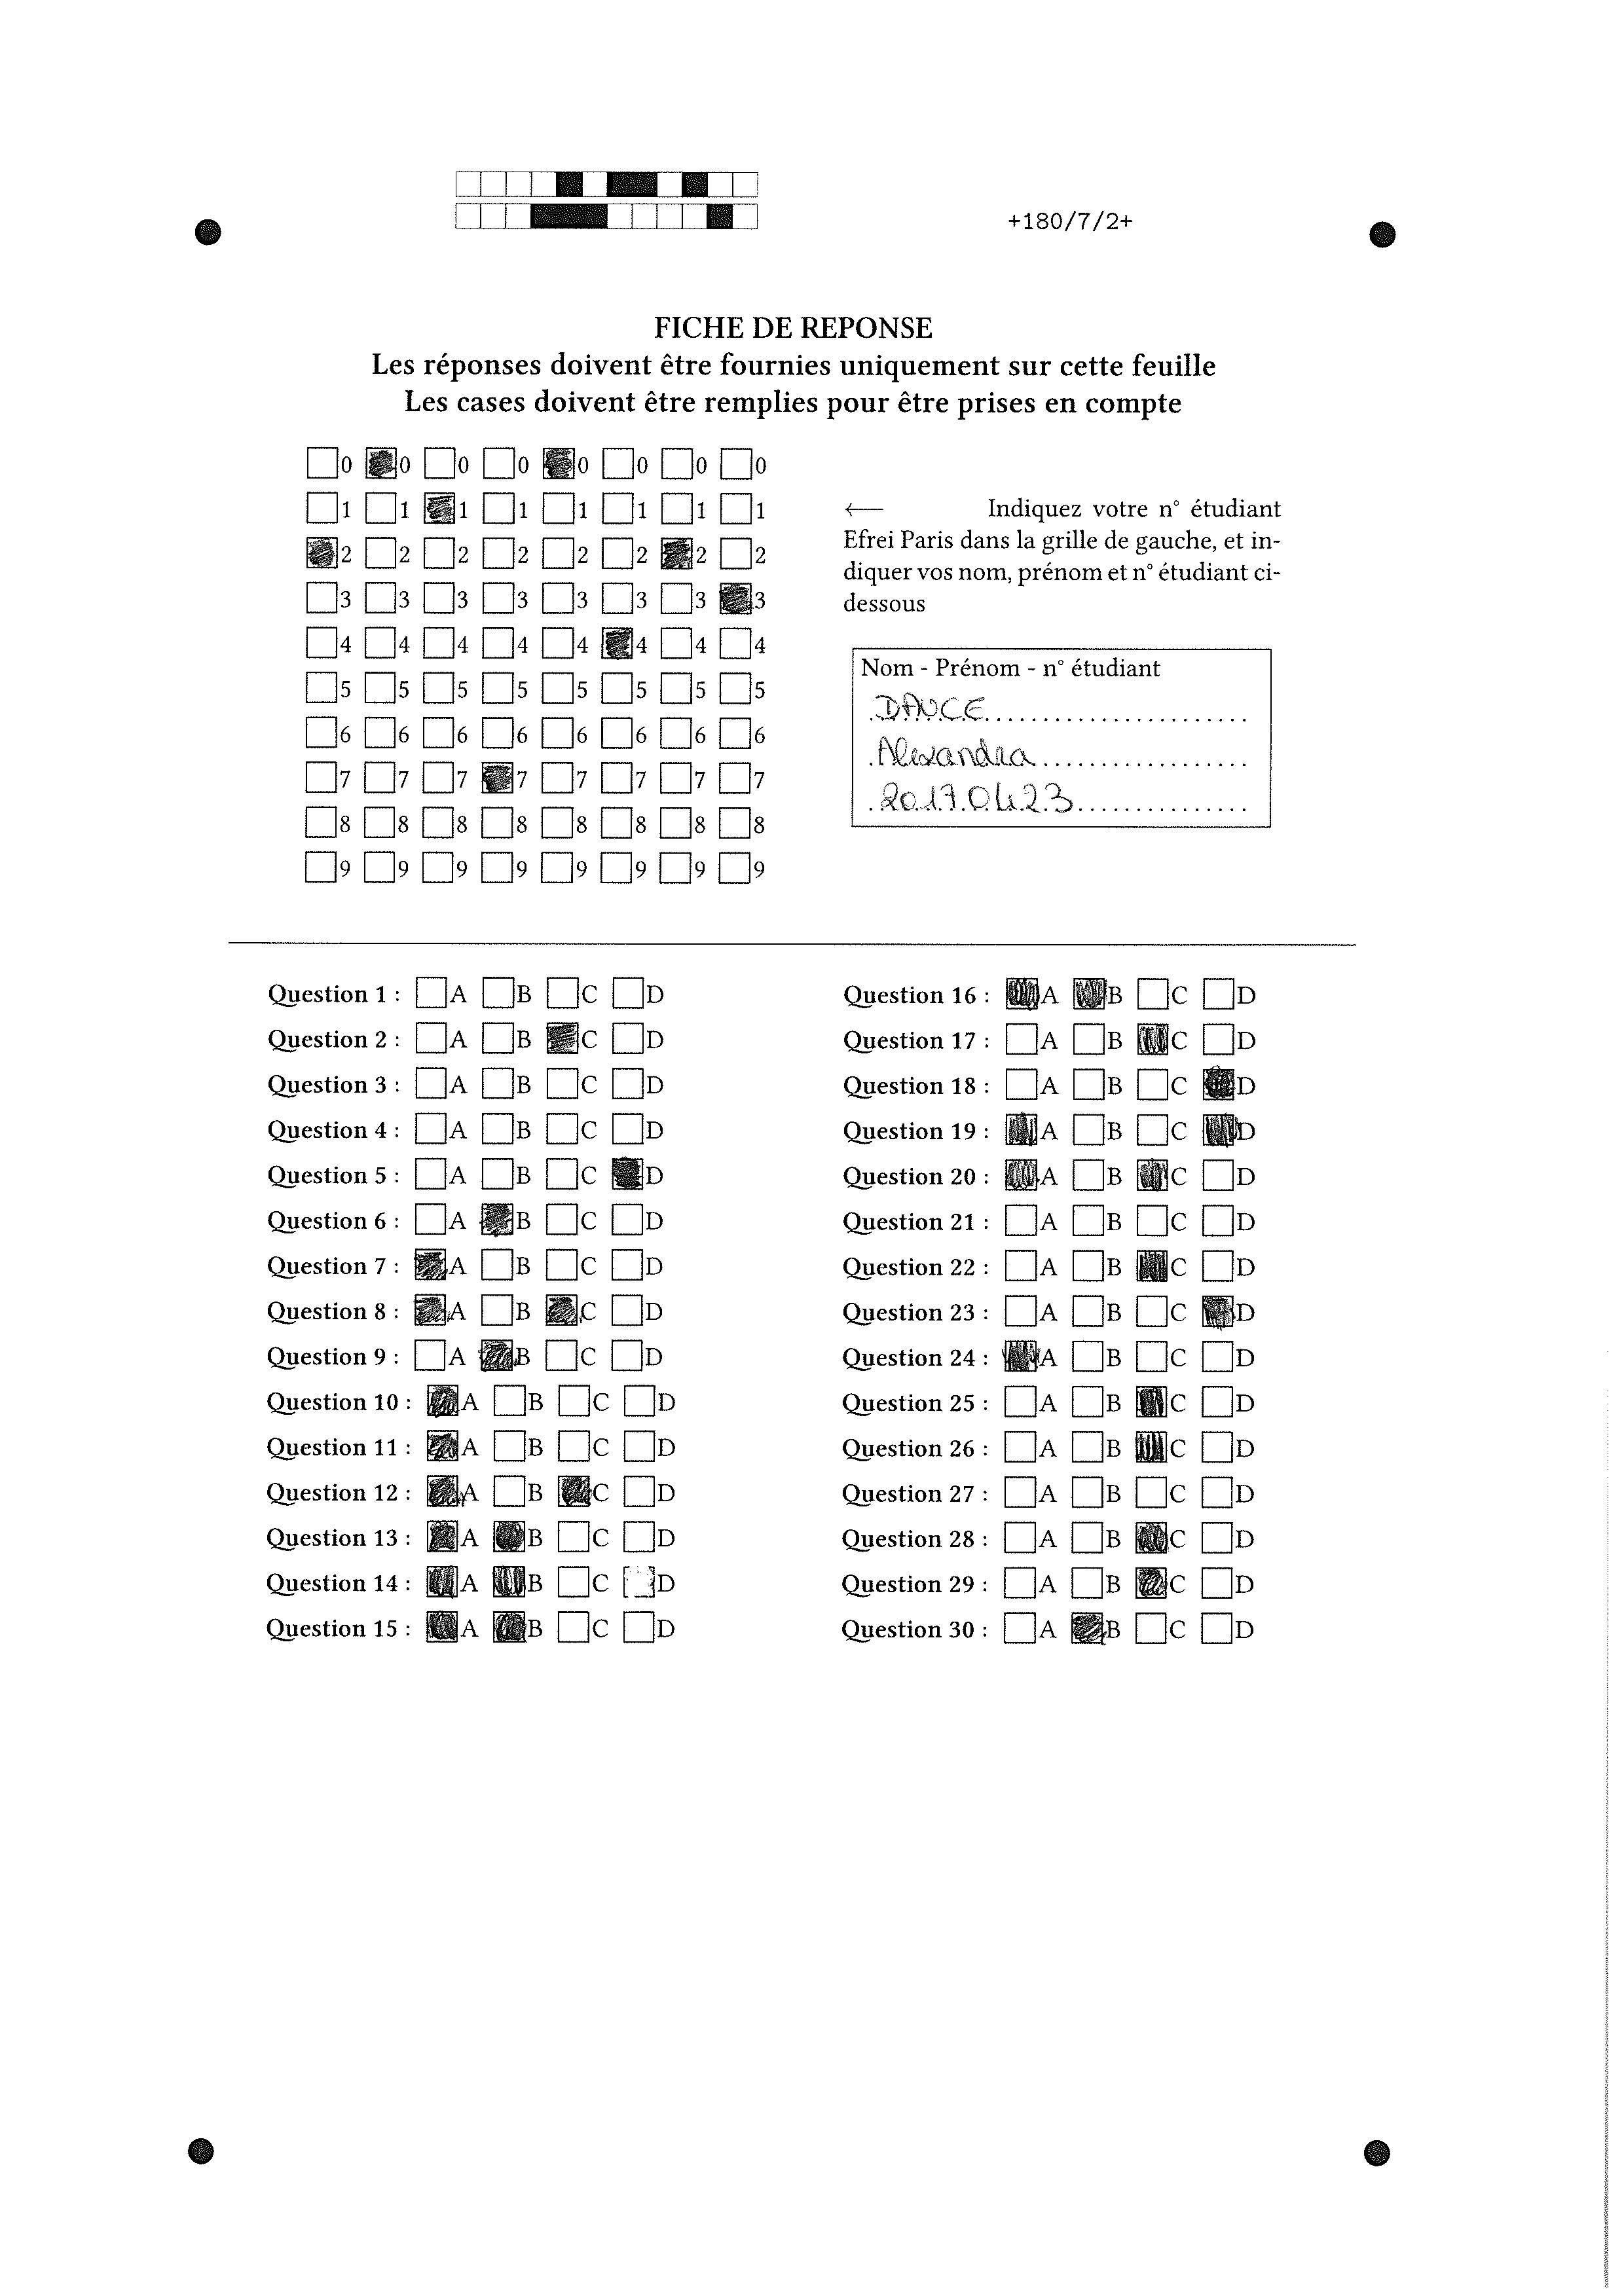 +180/7/2+
FICHE DE REPONSE
Les réponses doivent être fournies uniquement sur cette feuille
Les cases doivent être remplies pour être prises en compte
0 0 0 0 0 0 0 0
1 1 1 1 1 1 1 1
2 2 2 2 2 2 2 2
3 3 3 3 3 3 3 3
4 4 4 4 4 4 4 4
5 5 5 5 5 5 5 5
6 6 6 6 6 6 6 6
7 7 7 7 7 7 7 7
8 8 8 8 8 8 8 8
9 9 9 9 9 9 9 9
← Indiquez votre n° étudiant
Efrei Paris dans la grille de gauche, et in-
diquer vos nom, prénom et n° étudiant ci-
dessous
Nom - Prénom - n° étudiant
DANCE
Alexandra
20170423
Question 1 : A B C D
Question 2 : A B C D
Question 3 : A B C D
Question 4 : A B C D
Question 5 : A B C D
Question 6 : A B C D
Question 7 : A B C D
Question 8 : A B C D
Question 9 : A B C D
Question 10 : A B C D
Question 11 : A B C D
Question 12 : A B C D
Question 13 : A B C D
Question 14 : A B C D
Question 15 : A B C D
Question 16 : A B C D
Question 17 : A B C D
Question 18 : A B C D
Question 19 : A B C D
Question 20 : A B C D
Question 21 : A B C D
Question 22 : A B C D
Question 23 : A B C D
Question 24 : A B C D
Question 25 : A B C D
Question 26 : A B C D
Question 27 : A B C D
Question 28 : A B C D
Question 29 : A B C D
Question 30 : A B C D